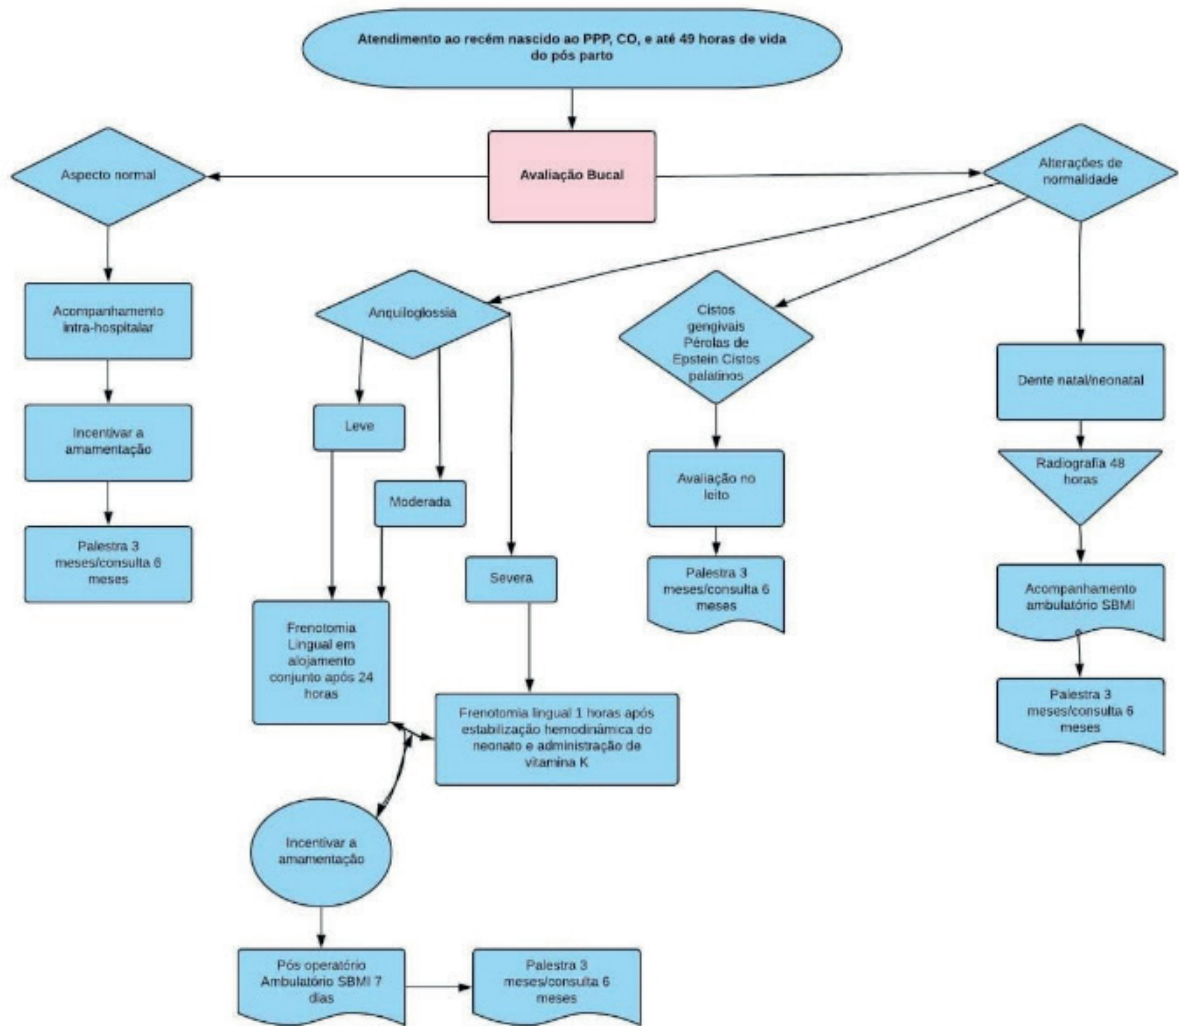 Atendimento ao recém nascido ao PPP, CO, e até 49 horas de vida
do pós parto
Avaliação Bucal
Aspecto normal
Alterações de
normalidade
Acompanhamento
intra-hospitalar
Incentivar a
amamentação
Palestra 3
meses/consulta 6
meses
Anquiloglossia
Leve
Moderada
Severa
Frenotomia
Lingual em
alojamento
conjunto após 24
horas
Frenotomia lingual 1 horas após
estabilização hemodinâmica do
neonato e administração de
vitamina K
Incentivar a
amamentação
Pós operatório
Ambulatório SBMI 7
dias
Palestra 3
meses/consulta 6
meses
Cistos
gengivais
Pérolas de
Epstein Cistos
palatinos
Avaliação no
leito
Palestra 3
meses/consulta 6
meses
Dente natal/neonatal
Radiografia 48
horas
Acompanhamento
ambulatório SBMI
Palestra 3
meses/consulta 6
meses